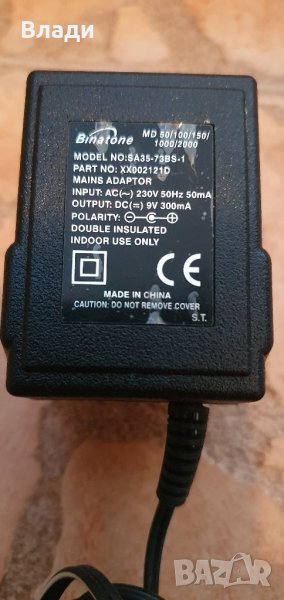 Влади
Binatone
MD 50/100/150/
1000/2000
MODEL NO:SA35-73BS-1
PART NO: XX002121D
MAINS ADAPTOR
INPUT: AC(~) 230V 50Hz 50mA
OUTPUT: DC(⎓) 9V 300mA
POLARITY: 
DOUBLE INSULATED
INDOOR USE ONLY
CE
MADE IN CHINA
CAUTION: DO NOT REMOVE COVER
S.T.
BAZAR